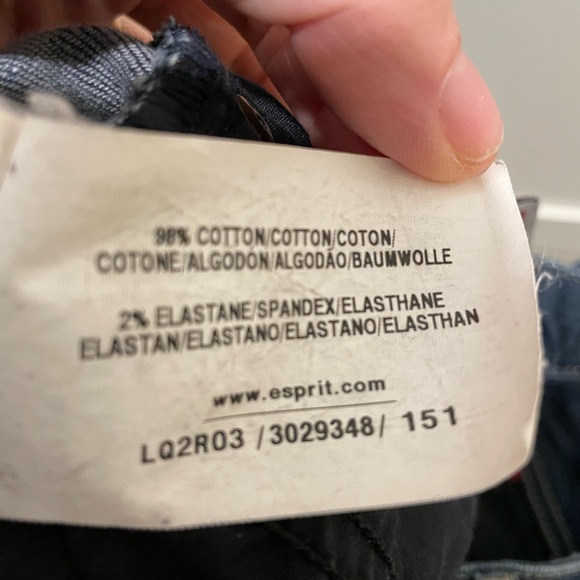 98% COTTON/COTTON/COTON/
COTONE/ALGODÓN/ALGODÃO/BAUMWOLLE
2% ELASTANE/SPANDEX/ELASTHANE
ELASTAN/ELASTANO/ELASTANO/ELASTHAN
www.esprit.com
LQ2R03 /3029348/ 151